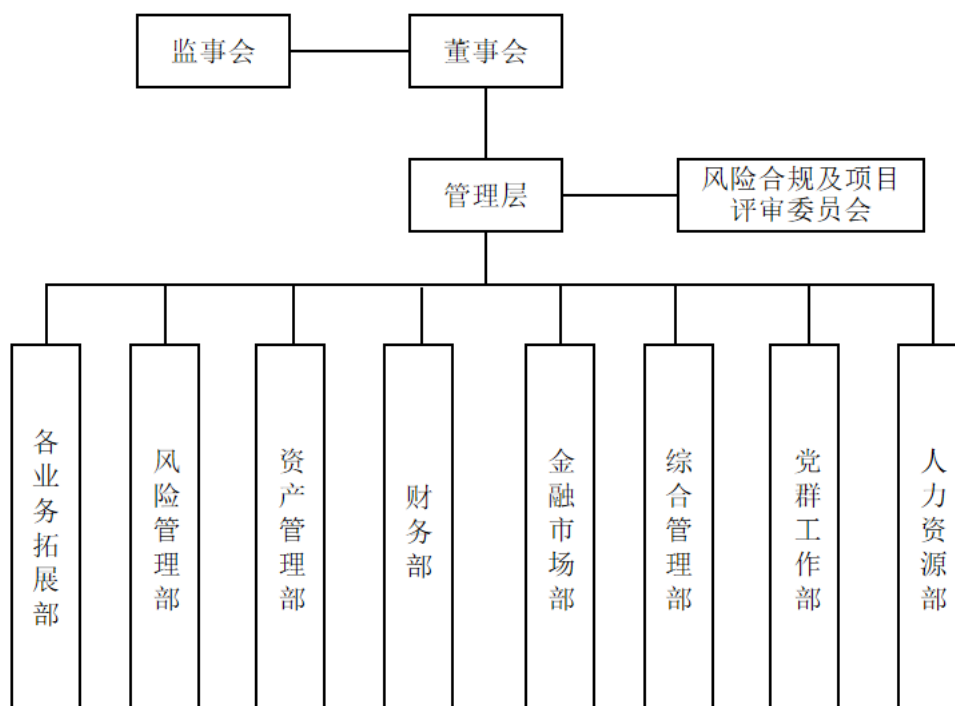 监事会
董事会
管理层
风险合规及项目
评审委员会
各业务拓展部
风险管理部
资产管理部
财务部
金融市场部
综合管理部
党群工作部
人力资源部